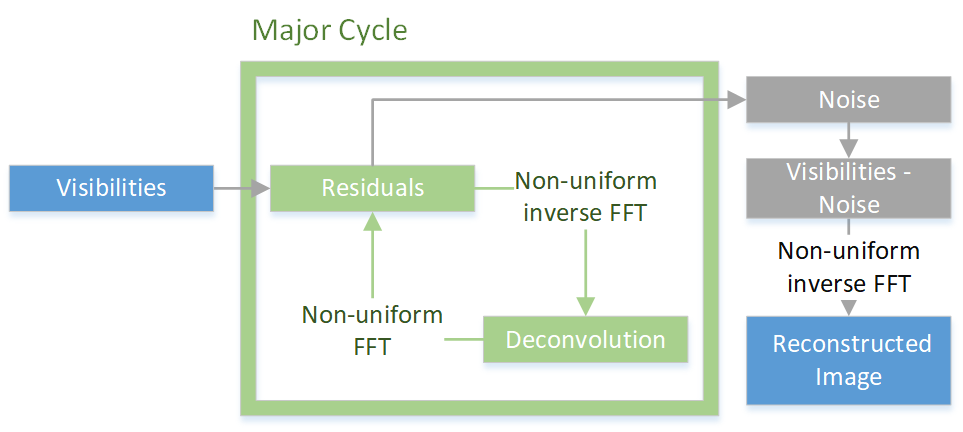 Major Cycle
Visibilities
Residuals
Non-uniform
inverse FFT
Non-uniform
FFT
Deconvolution
Noise
Visibilities -
Noise
Non-uniform
inverse FFT
Reconstructed
Image